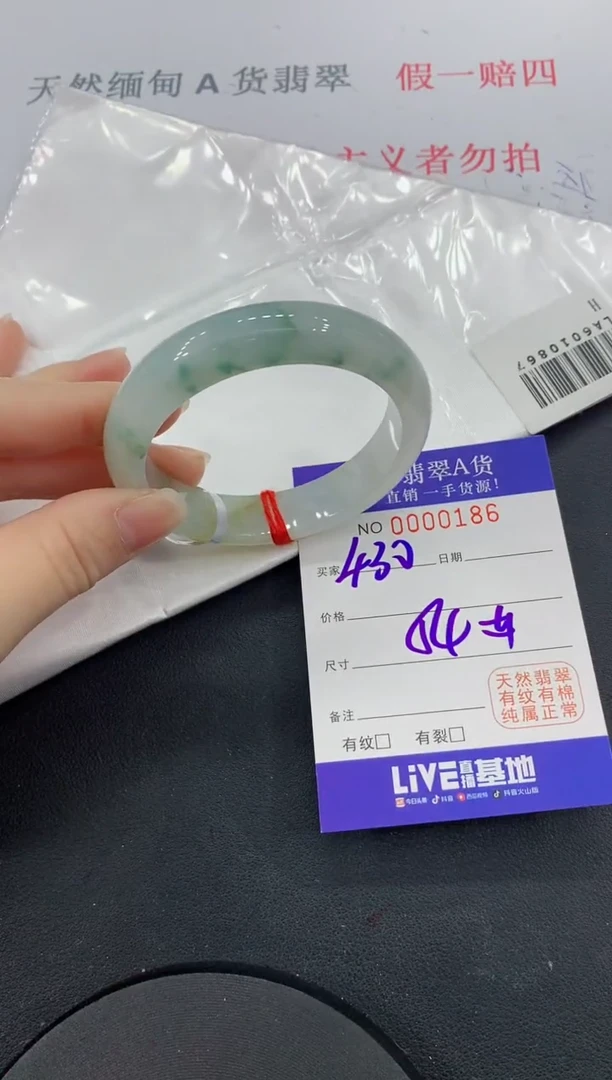 天然缅甸 A 货翡翠 假一赔四
主义者勿拍
LA6010867
H
翡翠A货
直销一手货源!
NO 0000186
买家 430 日期
价格
尺寸
天然翡翠
有纹有棉
纯属正常
备注
有纹□ 有裂□
LiVE直播基地
今日头条 抖音 西瓜视频 抖音火山版